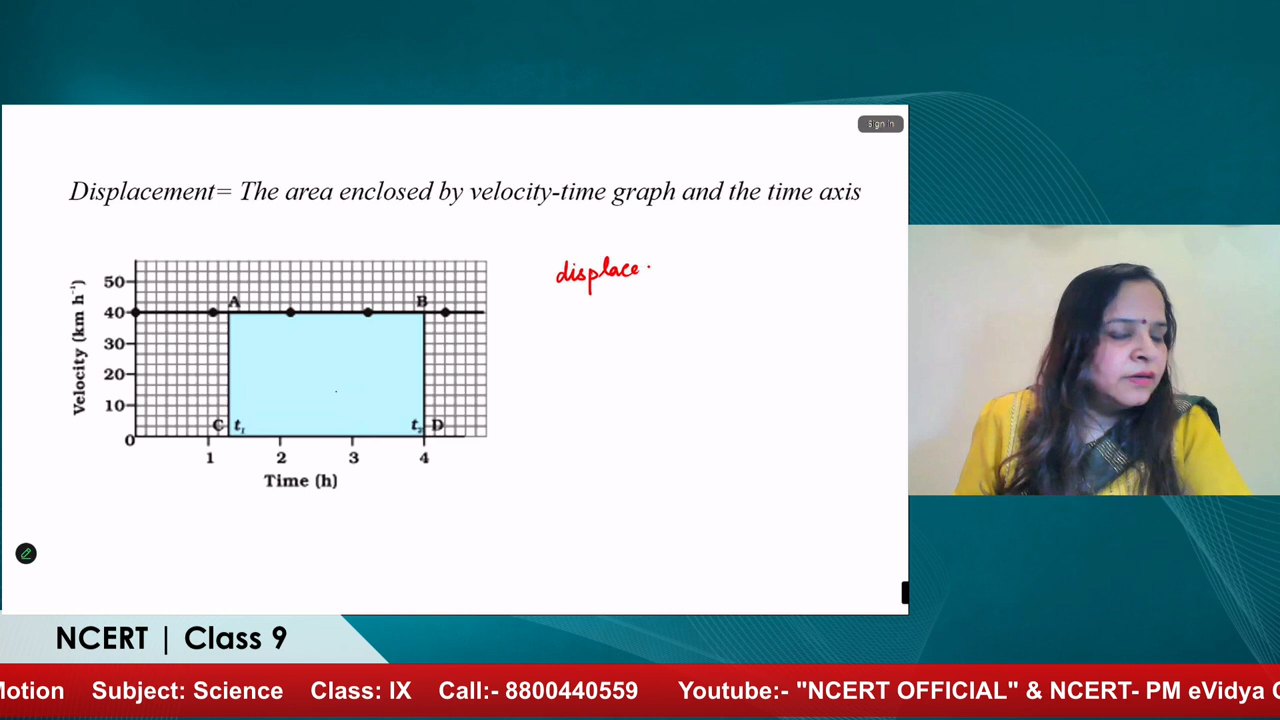 Sign in
Displacement= The area enclosed by velocity-time graph and the time axis
displace
Velocity (km h⁻¹)
50
40
30
20
10
0
A
B
C t₁
t₂ D
1 2 3 4
Time (h)
NCERT | Class 9
Motion Subject: Science Class: IX Call:- 8800440559 Youtube:- "NCERT OFFICIAL" & NCERT- PM eVidya